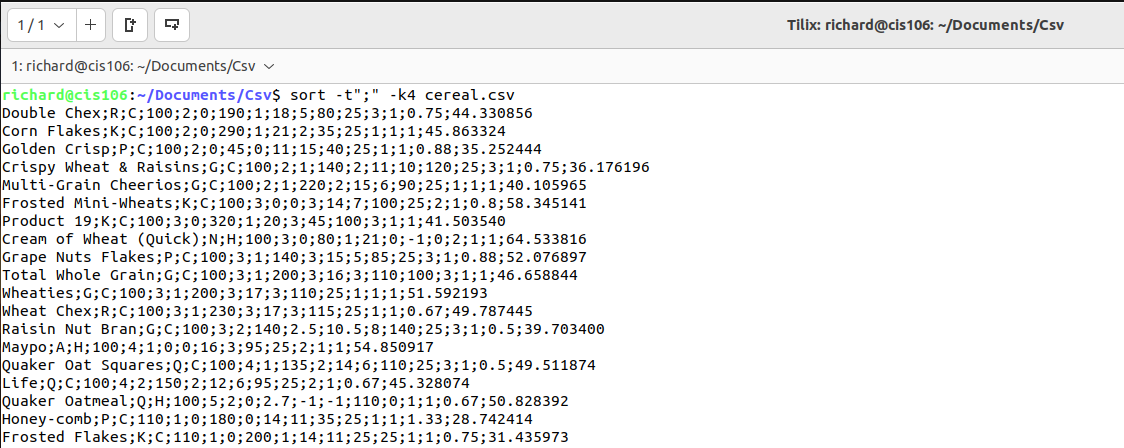 1 / 1
Tilix: richard@cis106: ~/Documents/Csv
1: richard@cis106: ~/Documents/Csv
richard@cis106:~/Documents/Csv$ sort -t";" -k4 cereal.csv
Double Chex;R;C;100;2;0;190;1;18;5;80;25;3;1;0.75;44.330856
Corn Flakes;K;C;100;2;0;290;1;21;2;35;25;1;1;1;45.863324
Golden Crisp;P;C;100;2;0;45;0;11;15;40;25;1;1;0.88;35.252444
Crispy Wheat & Raisins;G;C;100;2;1;140;2;11;10;120;25;3;1;0.75;36.176196
Multi-Grain Cheerios;G;C;100;2;1;220;2;15;6;90;25;1;1;1;40.105965
Frosted Mini-Wheats;K;C;100;3;0;0;3;14;7;100;25;2;1;0.8;58.345141
Product 19;K;C;100;3;0;320;1;20;3;45;100;3;1;1;41.503540
Cream of Wheat (Quick);N;H;100;3;0;80;1;21;0;-1;0;2;1;1;64.533816
Grape Nuts Flakes;P;C;100;3;1;140;3;15;5;85;25;3;1;0.88;52.076897
Total Whole Grain;G;C;100;3;1;200;3;16;3;110;100;3;1;1;46.658844
Wheaties;G;C;100;3;1;200;3;17;3;110;25;1;1;1;51.592193
Wheat Chex;R;C;100;3;1;230;3;17;3;115;25;1;1;0.67;49.787445
Raisin Nut Bran;G;C;100;3;2;140;2.5;10.5;8;140;25;3;1;0.5;39.703400
Maypo;A;H;100;4;1;0;0;16;3;95;25;2;1;1;54.850917
Quaker Oat Squares;Q;C;100;4;1;135;2;14;6;110;25;3;1;0.5;49.511874
Life;Q;C;100;4;2;150;2;12;6;95;25;2;1;0.67;45.328074
Quaker Oatmeal;Q;H;100;5;2;0;2.7;-1;-1;110;0;1;1;0.67;50.828392
Honey-comb;P;C;110;1;0;180;0;14;11;35;25;1;1;1.33;28.742414
Frosted Flakes;K;C;110;1;0;200;1;14;11;25;25;1;1;0.75;31.435973